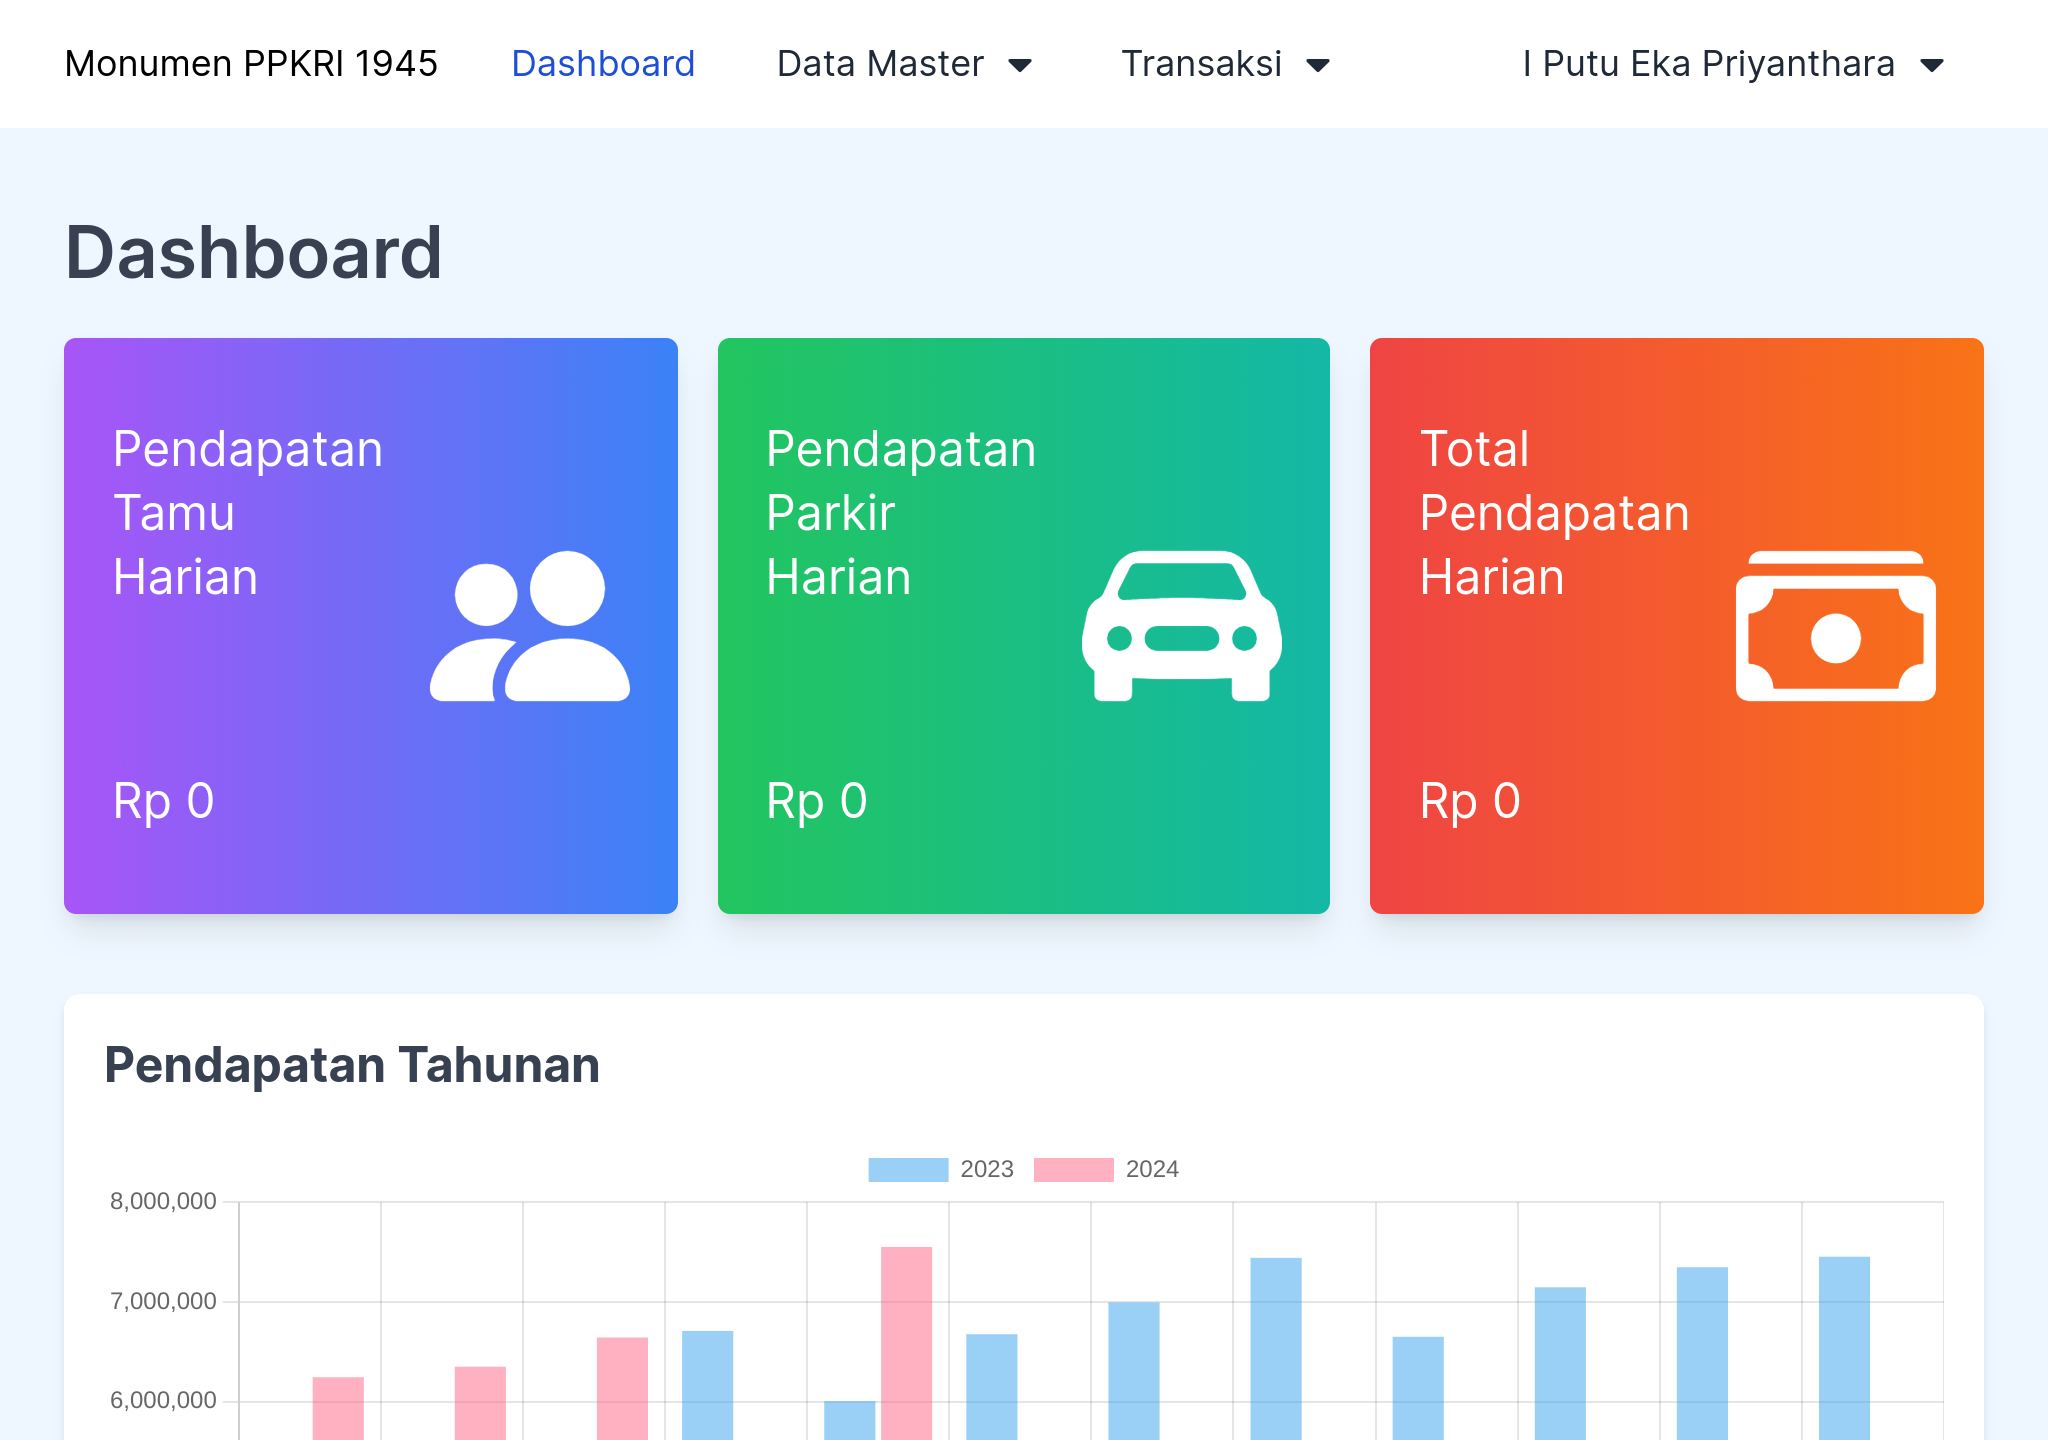 Monumen PPKRI 1945 Dashboard Data Master Transaksi I Putu Eka Priyanthara
Dashboard
Pendapatan
Tamu
Harian
Rp 0
Pendapatan
Parkir
Harian
Rp 0
Total
Pendapatan
Harian
Rp 0
Pendapatan Tahunan
2023 2024
8,000,000
7,000,000
6,000,000